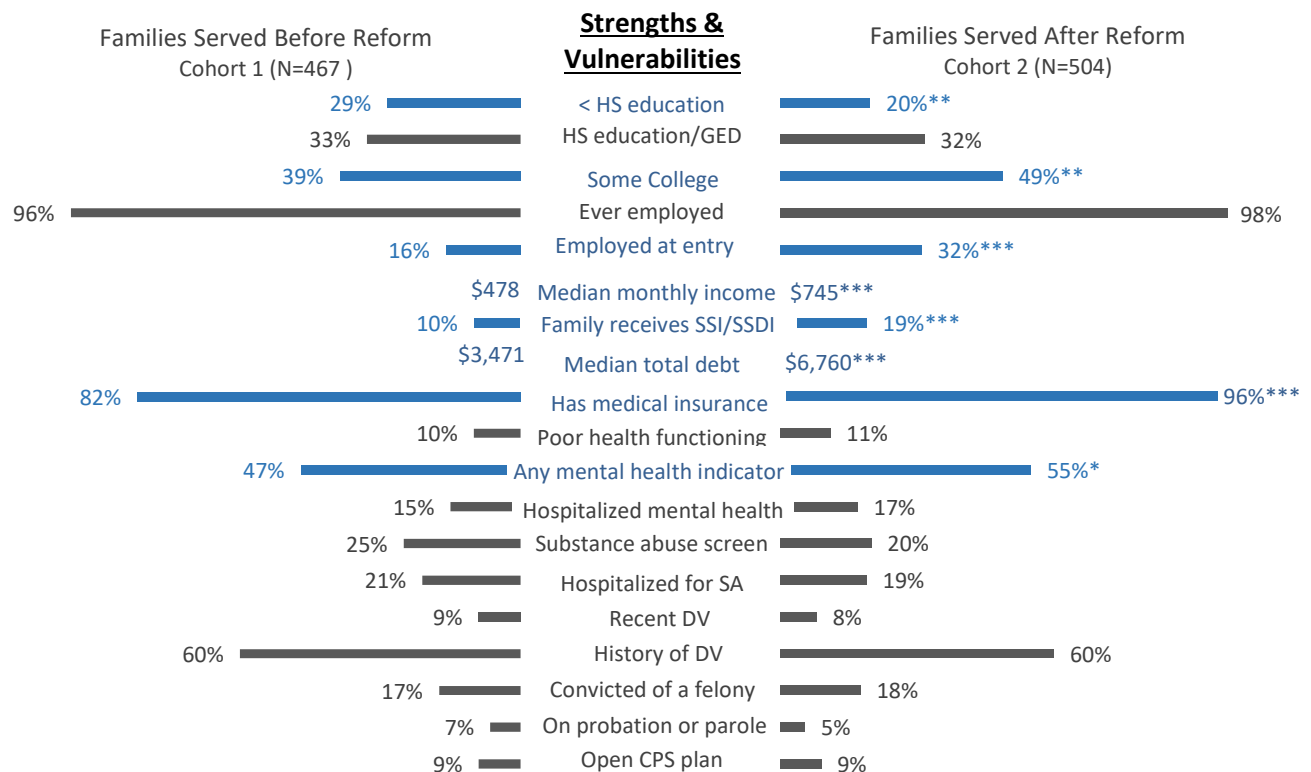 Strengths &
Vulnerabilities
Families Served Before Reform
Cohort 1 (N=467 )
Families Served After Reform
Cohort 2 (N=504)
29% < HS education 20%**
33% HS education/GED 32%
39% Some College 49%**
96% Ever employed 98%
16% Employed at entry 32%***
$478 Median monthly income $745***
10% Family receives SSI/SSDI 19%***
$3,471 Median total debt $6,760***
82% Has medical insurance 96%***
10% Poor health functioning 11%
47% Any mental health indicator 55%*
15% Hospitalized mental health 17%
25% Substance abuse screen 20%
21% Hospitalized for SA 19%
9% Recent DV 8%
60% History of DV 60%
17% Convicted of a felony 18%
7% On probation or parole 5%
9% Open CPS plan 9%